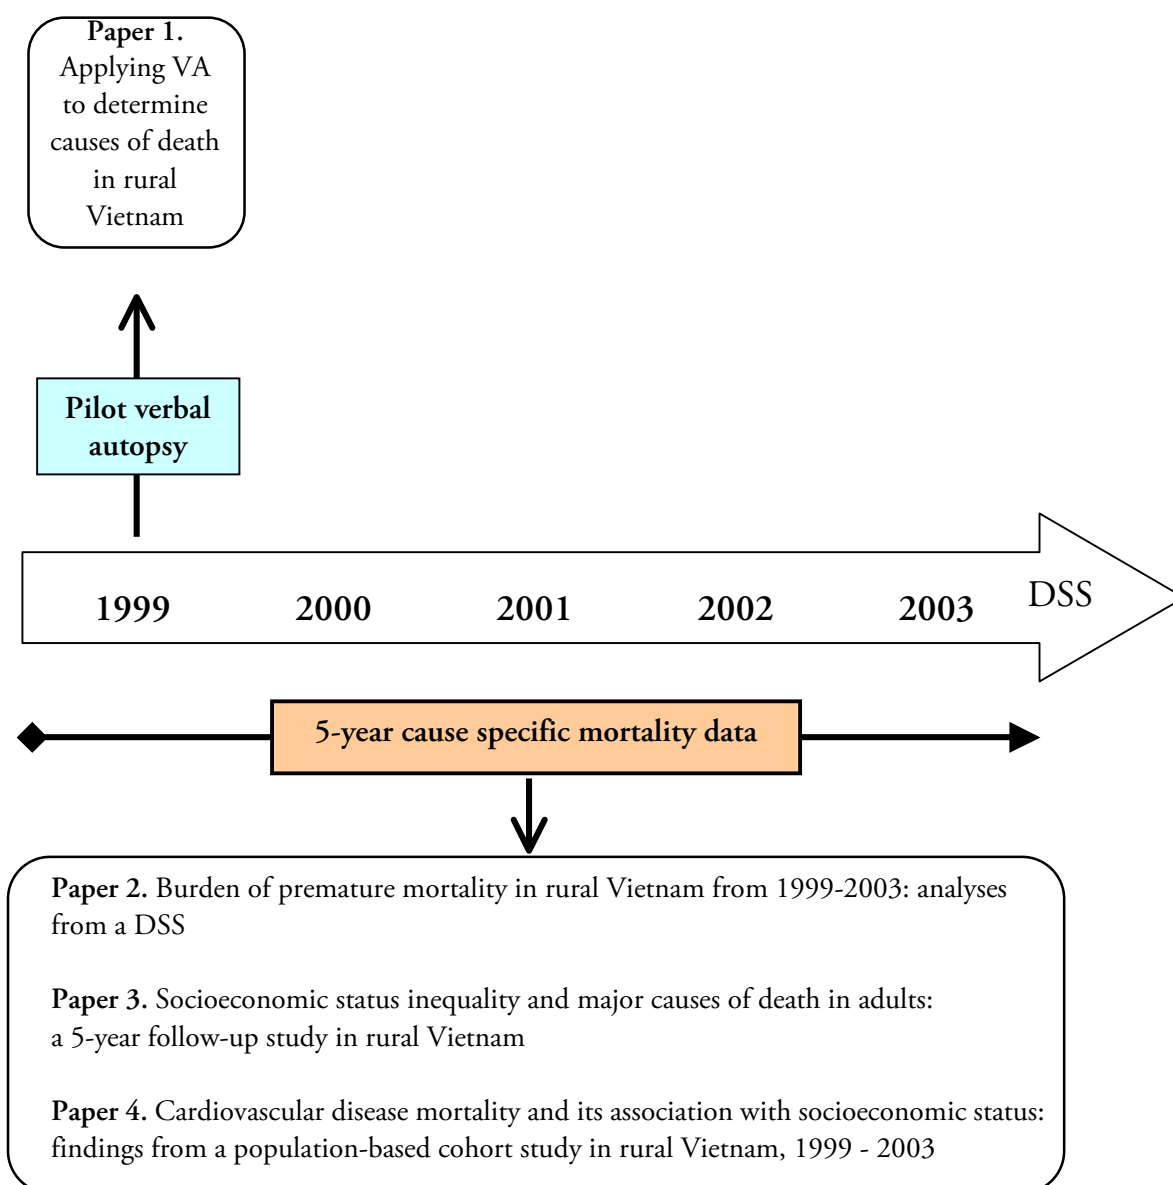 Paper 1.
Applying VA
to determine
causes of death
in rural
Vietnam
Pilot verbal
autopsy
1999 2000 2001 2002 2003 DSS
5-year cause specific mortality data
Paper 2. Burden of premature mortality in rural Vietnam from 1999-2003: analyses
from a DSS
Paper 3. Socioeconomic status inequality and major causes of death in adults:
a 5-year follow-up study in rural Vietnam
Paper 4. Cardiovascular disease mortality and its association with socioeconomic status:
findings from a population-based cohort study in rural Vietnam, 1999 - 2003